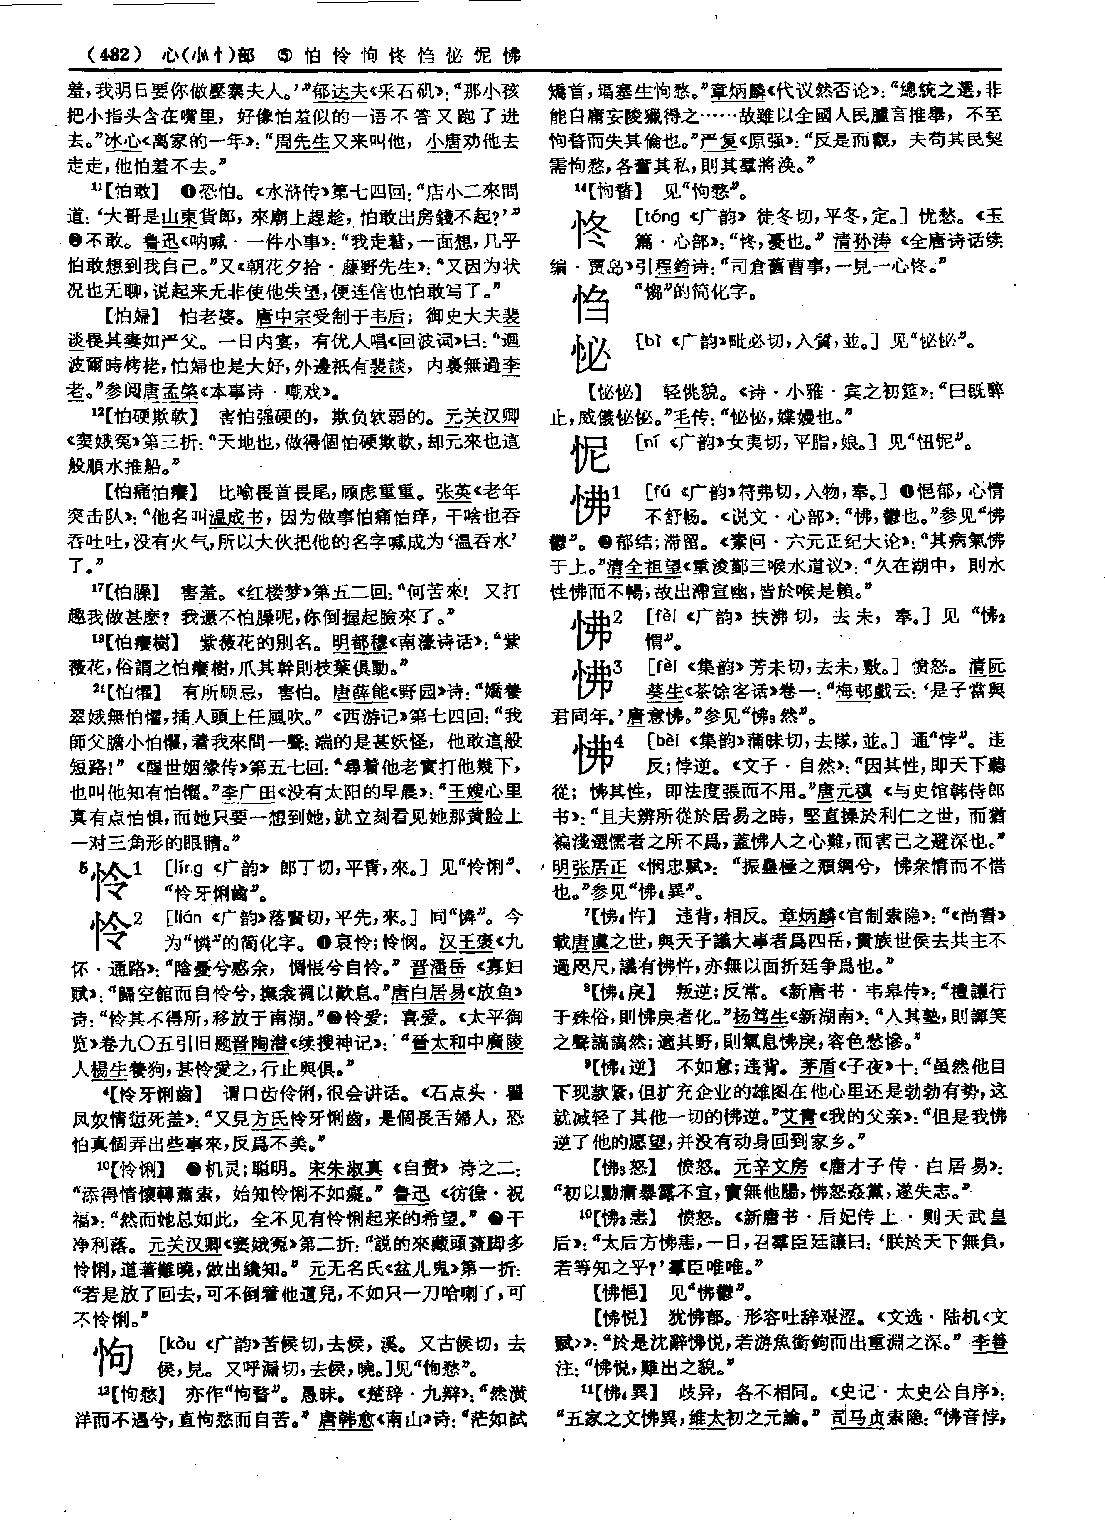 （482） 心(㣺忄)部 ⑤ 怕 怜 怐 佟 㤘 怭 怩 怫
羞，我明日要你做壓寨夫人。’”郁达夫《采石矶》：“那小孩
把小指头含在嘴里，好像怕羞似的一语不答又跑了进
去。”冰心《离家的一年》：“周先生又来叫他，小唐劝他去
走走，他怕羞不去。”
11【怕敢】 ❶恐怕。《水浒传》第七四回：“店小二來問
道：‘大哥是山東貨郎，來廟上趕趁，怕敢出房錢不起？’”
❷不敢。鲁迅《呐喊·一件小事》：“我走着，一面想，几乎
怕敢想到我自己。”又《朝花夕拾·藤野先生》：“又因为状
况也无聊，说起来无非使他失望，便连信也怕敢写了。”
【怕婦】 怕老婆。唐中宗受制于韦后；御史大夫裴
谈畏其妻如严父。一日内宴，有优人唱《回波词》曰：“迴
波爾時栲栳，怕婦也是大好，外邊衹有裴談，内裏無過李
老。”参阅唐孟棨《本事诗·嘲戏》。
12【怕硬欺軟】 害怕强硬的，欺负软弱的。元关汉卿
《窦娥冤》第三折：“天地也，做得個怕硬欺軟，却元來也這
般順水推船。”
【怕痛怕癢】 比喻畏首畏尾，顾虑重重。张英《老年
突击队》：“他名叫温成书，因为做事怕痛怕痒，干啥也吞
吞吐吐，没有火气，所以大伙把他的名字喊成为‘温吞水’
了。”
17【怕臊】 害羞。《红楼梦》第五二回：“何苦來！又打
趣我做甚麽？我還不怕臊呢，你倒握起臉來了。”
19【怕癢樹】 紫薇花的别名。明都穆《南濠诗话》：“紫
薇花，俗謂之怕癢樹，爪其幹則枝葉俱動。”
21【怕懼】 有所顾忌，害怕。唐薛能《野园》诗：“嬌養
翠娥無怕懼，插人頭上任風吹。”《西游记》第七四回：“我
師父膽小怕懼，着我來問一聲：端的是甚妖怪，他敢這般
短路！”《醒世姻缘传》第五七回：“尋着他老實打他幾下，
也叫他知有怕懼。”李广田《没有太阳的早晨》：“王嫂心里
真有点怕惧，而她只要一想到她，就立刻看见她那黄脸上
一对三角形的眼睛。”
5 怜1 ［líng《广韵》郎丁切，平青，來。］见“怜悧”、
“怜牙悧齒”。
怜2 ［lián《广韵》落賢切，平先，來。］同“憐”。今
为“憐”的简化字。❶哀怜；怜悯。汉王褒《九
怀·通路》：“陰憂兮感余，惆悵兮自怜。”晋潘岳《寡妇
赋》：“歸空館而自怜兮，撫衾裯以歎息。”唐白居易《放鱼》
诗：“怜其不得所，移放于南湖。”❷怜爱；喜爱。《太平御
览》卷九〇五引旧题晋陶潜《续搜神记》：“晉太和中廣陵
人楊生養狗，甚怜愛之，行止與俱。”
4【怜牙悧齒】 谓口齿伶俐，很会讲话。《石点头·瞿
凤奴情愆死盖》：“又見方氏怜牙悧齒，是個長舌婦人，恐
怕真個弄出些事來，反爲不美。”
10【怜悧】 ❶机灵；聪明。宋朱淑真《自责》诗之二：
“添得情懷轉蕭索，始知怜悧不如癡。”鲁迅《彷徨·祝
福》：“然而她总如此，全不见有怜悧起来的希望。”❷干
净利落。元关汉卿《窦娥冤》第二折：“説的來藏頭蓋脚多
怜悧，道着難曉，做出纔知。”元无名氏《盆儿鬼》第一折：
“若是放了回去，可不倒着他道兒，不如只一刀哈喇了，可
不怜悧。”
怐 ［kòu《广韵》苦候切，去候，溪。又古候切，去
候，見。又呼漏切，去候，曉。］见“怐愗”。
13【怐愗】 亦作“怐瞀”。愚昧。《楚辞·九辩》：“然潢
洋而不遇兮，直怐愗而自苦。”唐韩愈《南山》诗：“茫如試
矯首，堛塞生怐愗。”章炳麟《代议然否论》：“總統之選，非
能自庸妄陵獵得之……故雖以全國人民臚言推舉，不至
怐瞀而失其倫也。”严复《原强》：“反是而觀，夫苟其民契
需怐愁，各奮其私，則其羣將涣。”
14【怐瞀】 见“怐愗”。
佟 ［tóng《广韵》徒冬切，平冬，定。］忧愁。《玉
篇·心部》：“佟，憂也。”清孙涛《全唐诗话续
编·贾岛》引程錡诗：“司倉舊曹事，一見一心佟。”
㤘 “㥮”的简化字。
怭 ［bì《广韵》毗必切，入質，並。］见“怭怭”。
【怭怭】 轻佻貌。《诗·小雅·宾之初筵》：“曰既醉
止，威儀怭怭。”毛传：“怭怭，媟嫚也。”
怩 ［ní《广韵》女夷切，平脂，娘。］见“忸怩”。
怫1 ［fú《广韵》符弗切，入物，奉。］❶悒郁，心情
不舒畅。《说文·心部》：“怫，鬱也。”参见“怫
鬱”。❷郁结；滞留。《素问·六元正纪大论》：“其病氣怫
于上。”清全祖望《重浚鄞三喉水道议》：“久在湖中，則水
性怫而不暢，故出滯宣幽，皆於喉是賴。”
怫2 ［fèi《广韵》扶沸切，去未，奉。］见“怫2
㥜”。
怫3 ［fèi《集韵》芳未切，去未，敷。］愤怒。清阮
葵生《茶馀客话》卷一：“梅邨戲云：‘是子當與
君同年。’唐意怫。”参见“怫3然”。
怫4 ［bèi《集韵》蒲昧切，去隊，並。］通“悖”。违
反；悖逆。《文子·自然》：“因其性，即天下聽
從；怫其性，即法度張而不用。”唐元稹《与史馆韩侍郎
书》：“且夫辨所從於居易之時，堅直操於利仁之世，而猶
褊淺選懦者之所不爲，蓋怫人之心難，而害己之避深也。”
明张居正《悯忠赋》：“振蠱極之頹綱兮，怫衆情而不惜
也。”参见“怫4異”。
7【怫4忤】 违背，相反。章炳麟《官制索隐》：“《尚書》
載唐虞之世，與天子議大事者爲四岳，貴族世侯去共主不
過咫尺，議有怫忤，亦無以面折廷争爲也。”
8【怫4戾】 叛逆；反常。《新唐书·韦皋传》：“禮讓行
于殊俗，則怫戾者化。”杨笃生《新湖南》：“入其塾，則謔笑
之聲謞謞然；適其野，則氣息怫戾，容色愁惨。”
9【怫4逆】 不如意；违背。茅盾《子夜》十：“虽然他目
下现款紧，但扩充企业的雄图在他心里还是勃勃有势，这
就减轻了其他一切的怫逆。”艾青《我的父亲》：“但是我怫
逆了他的愿望，并没有动身回到家乡。”
【怫3怒】 愤怒。元辛文房《唐才子传·白居易》：
“初以勳庸暴露不宜，實無他腸，怫怒姦黨，遂失志。”
10【怫3恚】 愤怒。《新唐书·后妃传上·则天武皇
后》：“太后方怫恚，一日，召羣臣廷讓曰：‘朕於天下無負，
若等知之乎？’羣臣唯唯。”
【怫悒】 见“怫鬱”。
【怫悦】 犹怫郁。形容吐辞艰涩。《文选·陆机〈文
赋〉》：“於是沈辭怫悦，若游魚銜鉤而出重淵之深。”李善
注：“怫悦，難出之貌。”
11【怫4異】 歧异，各不相同。《史记·太史公自序》：
“五家之文怫異，維太初之元論。”司马贞索隐：“怫音悖，